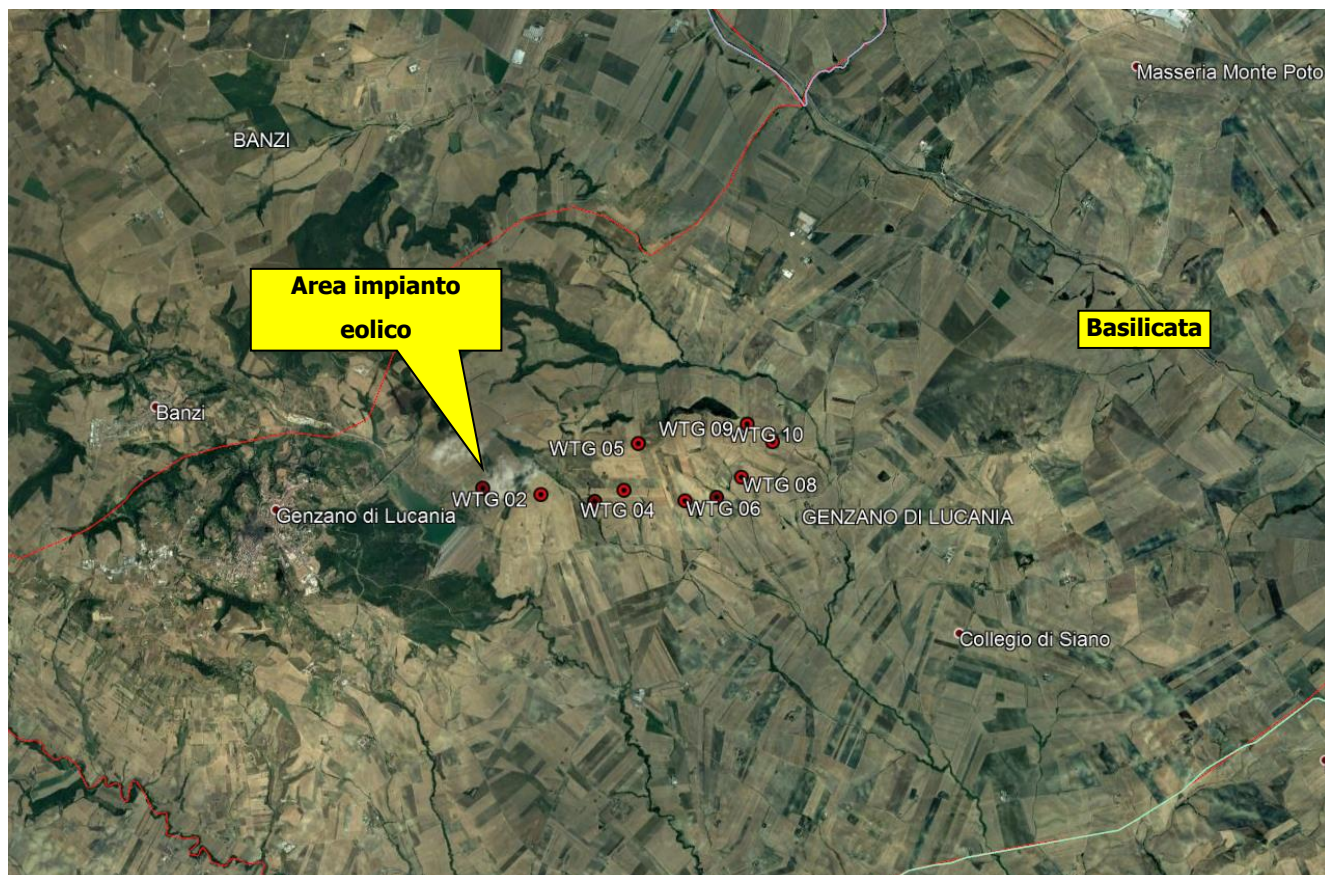 Masseria Monte Poto
BANZI
Area impianto
eolico
Basilicata
Banzi
WTG 09
WTG 10
WTG 05
WTG 08
WTG 02
WTG 04
WTG 06
Genzano di Lucania
GENZANO DI LUCANIA
Collegio di Siano